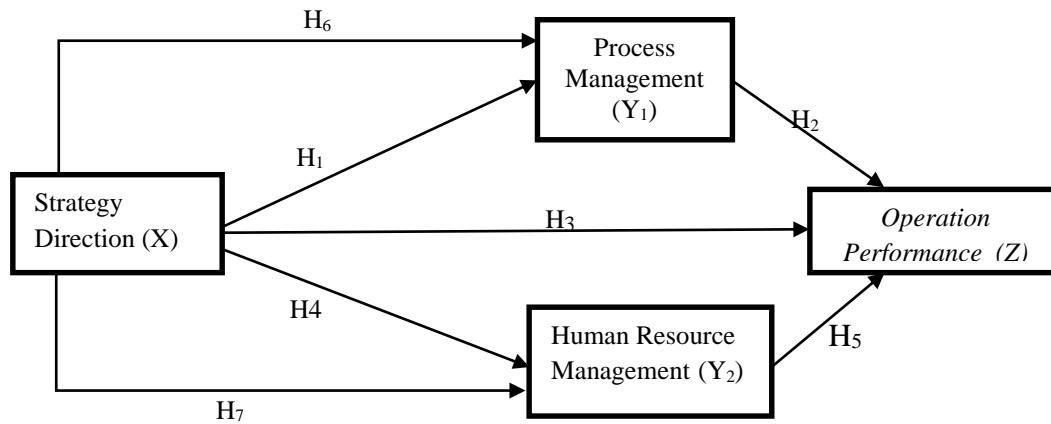 H6
Process
Management
(Y1)
H2
H1
Strategy
Direction (X)
H3
Operation
Performance (Z)
H4
Human Resource
Management (Y2)
H5
H7